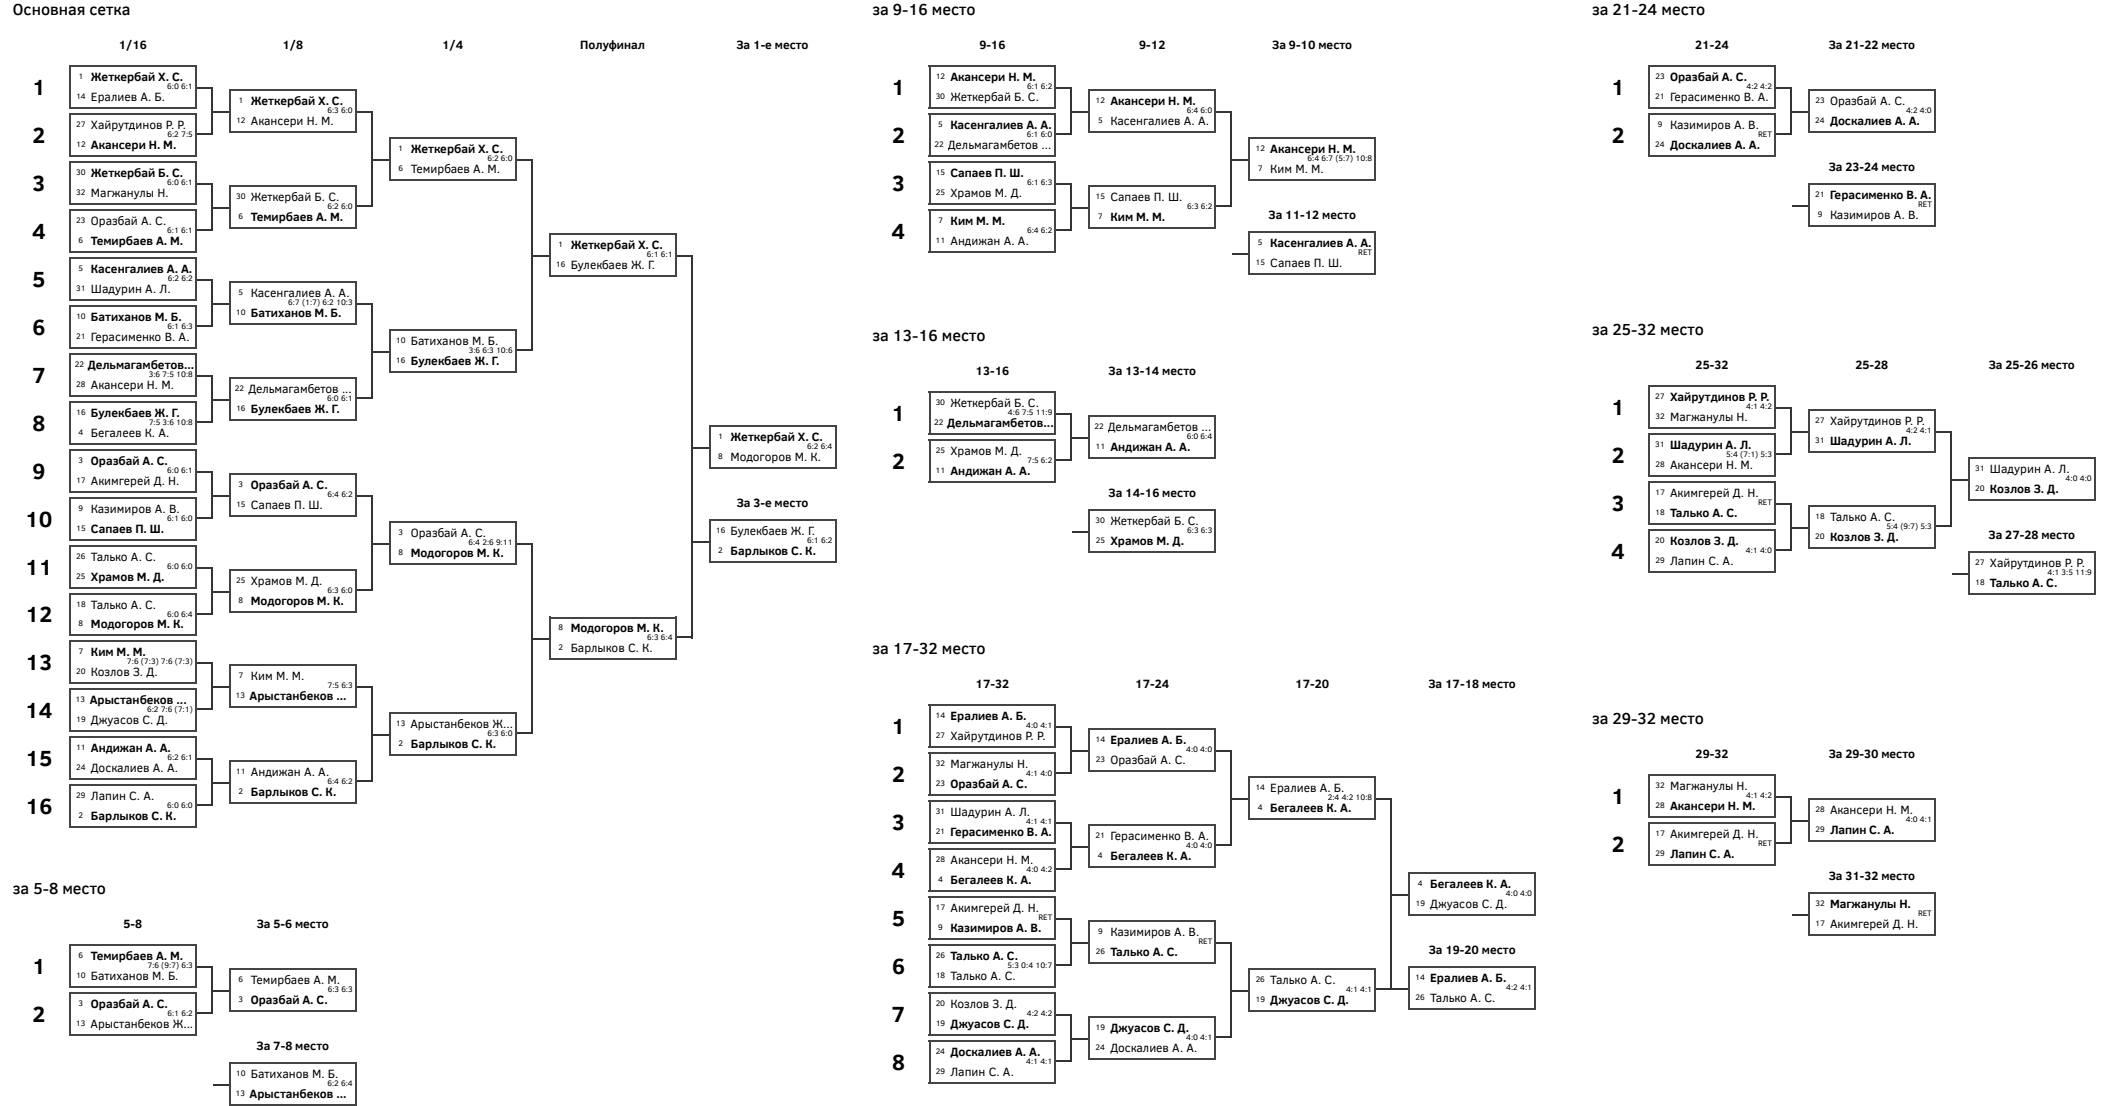 Основная сетка
1/16
1/8
1/4
Полуфинал
За 1-е место
1
1 Жеткербай Х. С.
6:0 6:1
14 Ералиев А. Б.
2
27 Хайрутдинов Р. Р.
6:2 7:5
12 Акансери Н. М.
3
30 Жеткербай Б. С.
6:0 6:1
32 Магжанулы Н.
4
23 Оразбай А. С.
6:1 6:1
6 Темирбаев А. М.
5
5 Касенгалиев А. А.
6:2 6:2
31 Шадурин А. Л.
6
10 Батиханов М. Б.
6:1 6:3
21 Герасименко В. А.
7
22 Дельмагамбетов...
3:6 7:5 10:8
28 Акансери Н. М.
8
16 Булекбаев Ж. Г.
7:5 3:6 10:8
4 Бегалеев К. А.
9
3 Оразбай А. С.
6:0 6:1
17 Акимгерей Д. Н.
10
9 Казимиров А. В.
6:1 6:0
15 Сапаев П. Ш.
11
26 Талько А. С.
6:0 6:0
25 Храмов М. Д.
12
18 Талько А. С.
6:0 6:4
8 Модогоров М. К.
13
7 Ким М. М.
7:6 (7:3) 7:6 (7:3)
20 Козлов З. Д.
14
13 Арыстанбеков ...
6:2 7:6 (7:1)
19 Джуасов С. Д.
15
11 Андижан А. А.
6:2 6:1
24 Доскалиев А. А.
16
29 Лапин С. А.
6:0 6:0
2 Барлыков С. К.
1 Жеткербай Х. С.
6:3 6:0
12 Акансери Н. М.
30 Жеткербай Б. С.
6:2 6:0
6 Темирбаев А. М.
5 Касенгалиев А. А.
6:7 (1:7) 6:2 10:3
10 Батиханов М. Б.
22 Дельмагамбетов ...
6:0 6:1
16 Булекбаев Ж. Г.
3 Оразбай А. С.
6:4 6:2
15 Сапаев П. Ш.
25 Храмов М. Д.
6:3 6:0
8 Модогоров М. К.
7 Ким М. М.
7:5 6:3
13 Арыстанбеков ...
11 Андижан А. А.
6:4 6:2
2 Барлыков С. К.
1 Жеткербай Х. С.
6:2 6:0
6 Темирбаев А. М.
10 Батиханов М. Б.
3:6 6:3 10:6
16 Булекбаев Ж. Г.
3 Оразбай А. С.
6:4 2:6 9:11
8 Модогоров М. К.
13 Арыстанбеков Ж...
6:3 6:0
2 Барлыков С. К.
1 Жеткербай Х. С.
6:1 6:1
16 Булекбаев Ж. Г.
8 Модогоров М. К.
6:3 6:4
2 Барлыков С. К.
1 Жеткербай Х. С.
6:2 6:4
8 Модогоров М. К.
За 3-е место
16 Булекбаев Ж. Г.
6:1 6:2
2 Барлыков С. К.
за 5-8 место
5-8
За 5-6 место
1
6 Темирбаев А. М.
7:6 (9:7) 6:3
10 Батиханов М. Б.
2
3 Оразбай А. С.
6:1 6:2
13 Арыстанбеков Ж...
6 Темирбаев А. М.
6:3 6:3
3 Оразбай А. С.
За 7-8 место
10 Батиханов М. Б.
6:2 6:4
13 Арыстанбеков ...
за 9-16 место
9-16
9-12
За 9-10 место
1
12 Акансери Н. М.
6:1 6:2
30 Жеткербай Б. С.
2
5 Касенгалиев А. А.
6:1 6:0
22 Дельмагамбетов ...
3
15 Сапаев П. Ш.
6:1 6:3
25 Храмов М. Д.
4
7 Ким М. М.
6:4 6:2
11 Андижан А. А.
12 Акансери Н. М.
6:4 6:0
5 Касенгалиев А. А.
15 Сапаев П. Ш.
6:3 6:2
7 Ким М. М.
12 Акансери Н. М.
6:4 6:7 (5:7) 10:8
7 Ким М. М.
За 11-12 место
5 Касенгалиев А. А.
RET
15 Сапаев П. Ш.
за 13-16 место
13-16
За 13-14 место
1
30 Жеткербай Б. С.
4:6 7:5 11:9
22 Дельмагамбетов...
2
25 Храмов М. Д.
7:5 6:2
11 Андижан А. А.
22 Дельмагамбетов ...
6:0 6:4
11 Андижан А. А.
За 14-16 место
30 Жеткербай Б. С.
6:3 6:3
25 Храмов М. Д.
за 17-32 место
17-32
17-24
17-20
За 17-18 место
1
14 Ералиев А. Б.
4:0 4:1
27 Хайрутдинов Р. Р.
2
32 Магжанулы Н.
4:1 4:0
23 Оразбай А. С.
3
31 Шадурин А. Л.
4:1 4:1
21 Герасименко В. А.
4
28 Акансери Н. М.
4:0 4:2
4 Бегалеев К. А.
5
17 Акимгерей Д. Н.
RET
9 Казимиров А. В.
6
26 Талько А. С.
5:3 0:4 10:7
18 Талько А. С.
7
20 Козлов З. Д.
4:2 4:2
19 Джуасов С. Д.
8
24 Доскалиев А. А.
4:1 4:1
29 Лапин С. А.
14 Ералиев А. Б.
4:0 4:0
23 Оразбай А. С.
21 Герасименко В. А.
4:0 4:0
4 Бегалеев К. А.
9 Казимиров А. В.
RET
26 Талько А. С.
19 Джуасов С. Д.
4:0 4:1
24 Доскалиев А. А.
14 Ералиев А. Б.
2:4 4:2 10:8
4 Бегалеев К. А.
26 Талько А. С.
4:1 4:1
19 Джуасов С. Д.
4 Бегалеев К. А.
4:0 4:0
19 Джуасов С. Д.
За 19-20 место
14 Ералиев А. Б.
4:2 4:1
26 Талько А. С.
за 21-24 место
21-24
За 21-22 место
1
23 Оразбай А. С.
4:2 4:2
21 Герасименко В. А.
2
9 Казимиров А. В.
RET
24 Доскалиев А. А.
23 Оразбай А. С.
4:2 4:0
24 Доскалиев А. А.
За 23-24 место
21 Герасименко В. А.
RET
9 Казимиров А. В.
за 25-32 место
25-32
25-28
За 25-26 место
1
27 Хайрутдинов Р. Р.
4:1 4:2
32 Магжанулы Н.
2
31 Шадурин А. Л.
5:4 (7:1) 5:3
28 Акансери Н. М.
3
17 Акимгерей Д. Н.
RET
18 Талько А. С.
4
20 Козлов З. Д.
4:1 4:0
29 Лапин С. А.
27 Хайрутдинов Р. Р.
4:2 4:1
31 Шадурин А. Л.
18 Талько А. С.
5:4 (9:7) 5:3
20 Козлов З. Д.
31 Шадурин А. Л.
4:0 4:0
20 Козлов З. Д.
За 27-28 место
27 Хайрутдинов Р. Р.
4:1 3:5 11:9
18 Талько А. С.
за 29-32 место
29-32
За 29-30 место
1
32 Магжанулы Н.
4:1 4:2
28 Акансери Н. М.
2
17 Акимгерей Д. Н.
RET
29 Лапин С. А.
28 Акансери Н. М.
4:0 4:1
29 Лапин С. А.
За 31-32 место
32 Магжанулы Н.
RET
17 Акимгерей Д. Н.